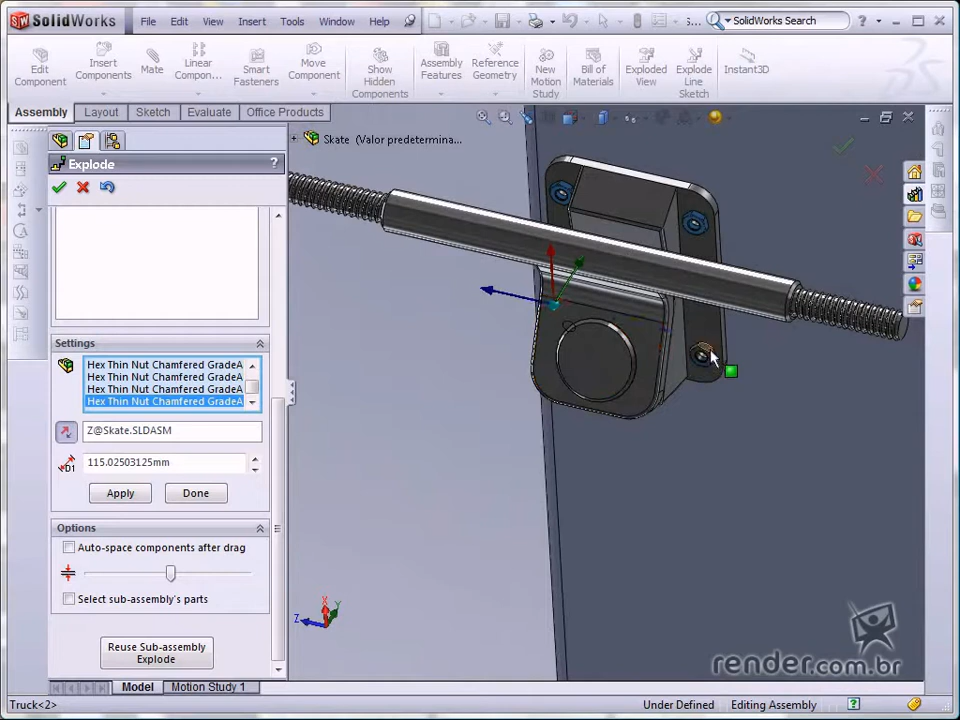 SolidWorks
File Edit View Insert Tools Window Help
S...
SolidWorks Search
Edit Component
Insert Components
Mate
Linear Compon...
Smart Fasteners
Move Component
Show Hidden Components
Assembly Features
Reference Geometry
New Motion Study
Bill of Materials
Exploded View
Explode Line Sketch
Instant3D
Assembly Layout Sketch Evaluate Office Products
Skate (Valor predetermina...
Explode
?
Settings
Hex Thin Nut Chamfered GradeA
Hex Thin Nut Chamfered GradeA
Hex Thin Nut Chamfered GradeA
Hex Thin Nut Chamfered GradeA
Z@Skate.SLDASM
D1
115.02503125mm
Apply Done
Options
Auto-space components after drag
Select sub-assembly's parts
Reuse Sub-assembly
Explode
X
Y
Z
render.com.br
Model Motion Study 1
Truck<2>
Under Defined
Editing Assembly